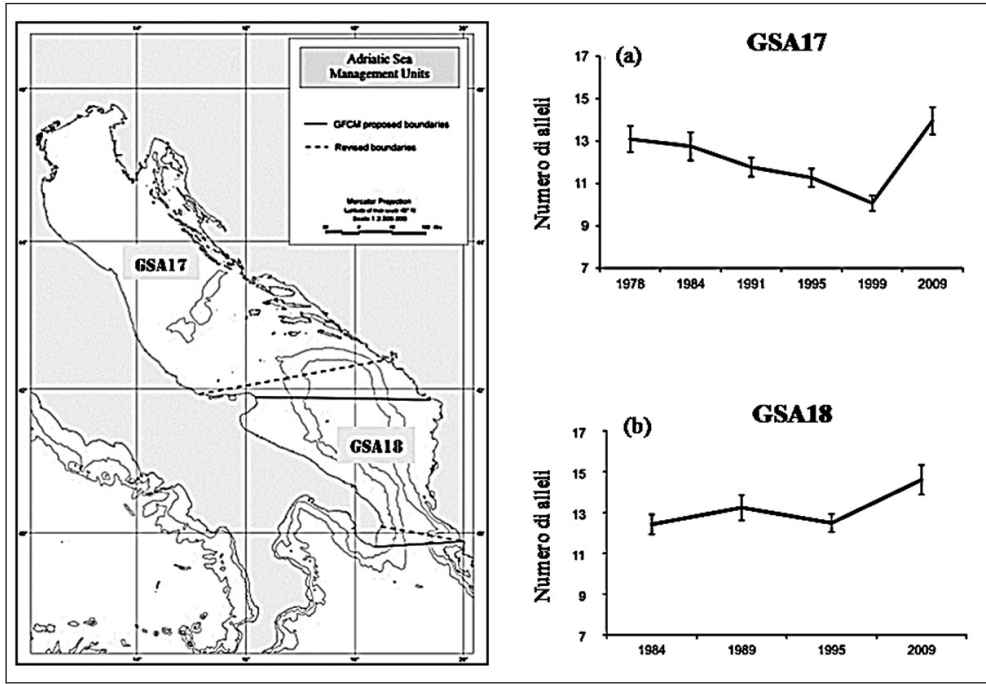 Adriatic Sea
Management Units
GFCM proposed boundaries
Revised boundaries
Mercator Projection
GSA17
GSA18
(a)
GSA17
Numero di alleli
17
15
13
11
9
7
1978
1984
1991
1995
1999
2009
(b)
GSA18
Numero di alleli
17
15
13
11
9
7
1984
1989
1995
2009